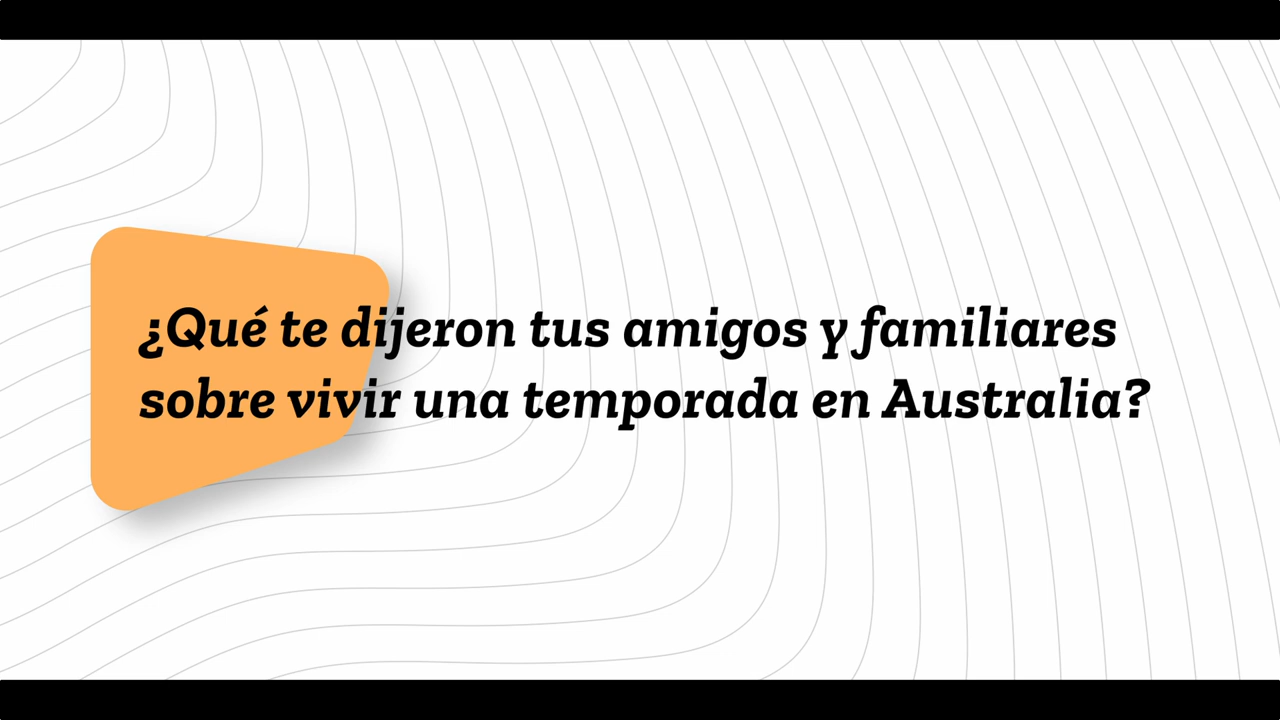 ¿Qué te dijeron tus amigos y familiares
sobre vivir una temporada en Australia?